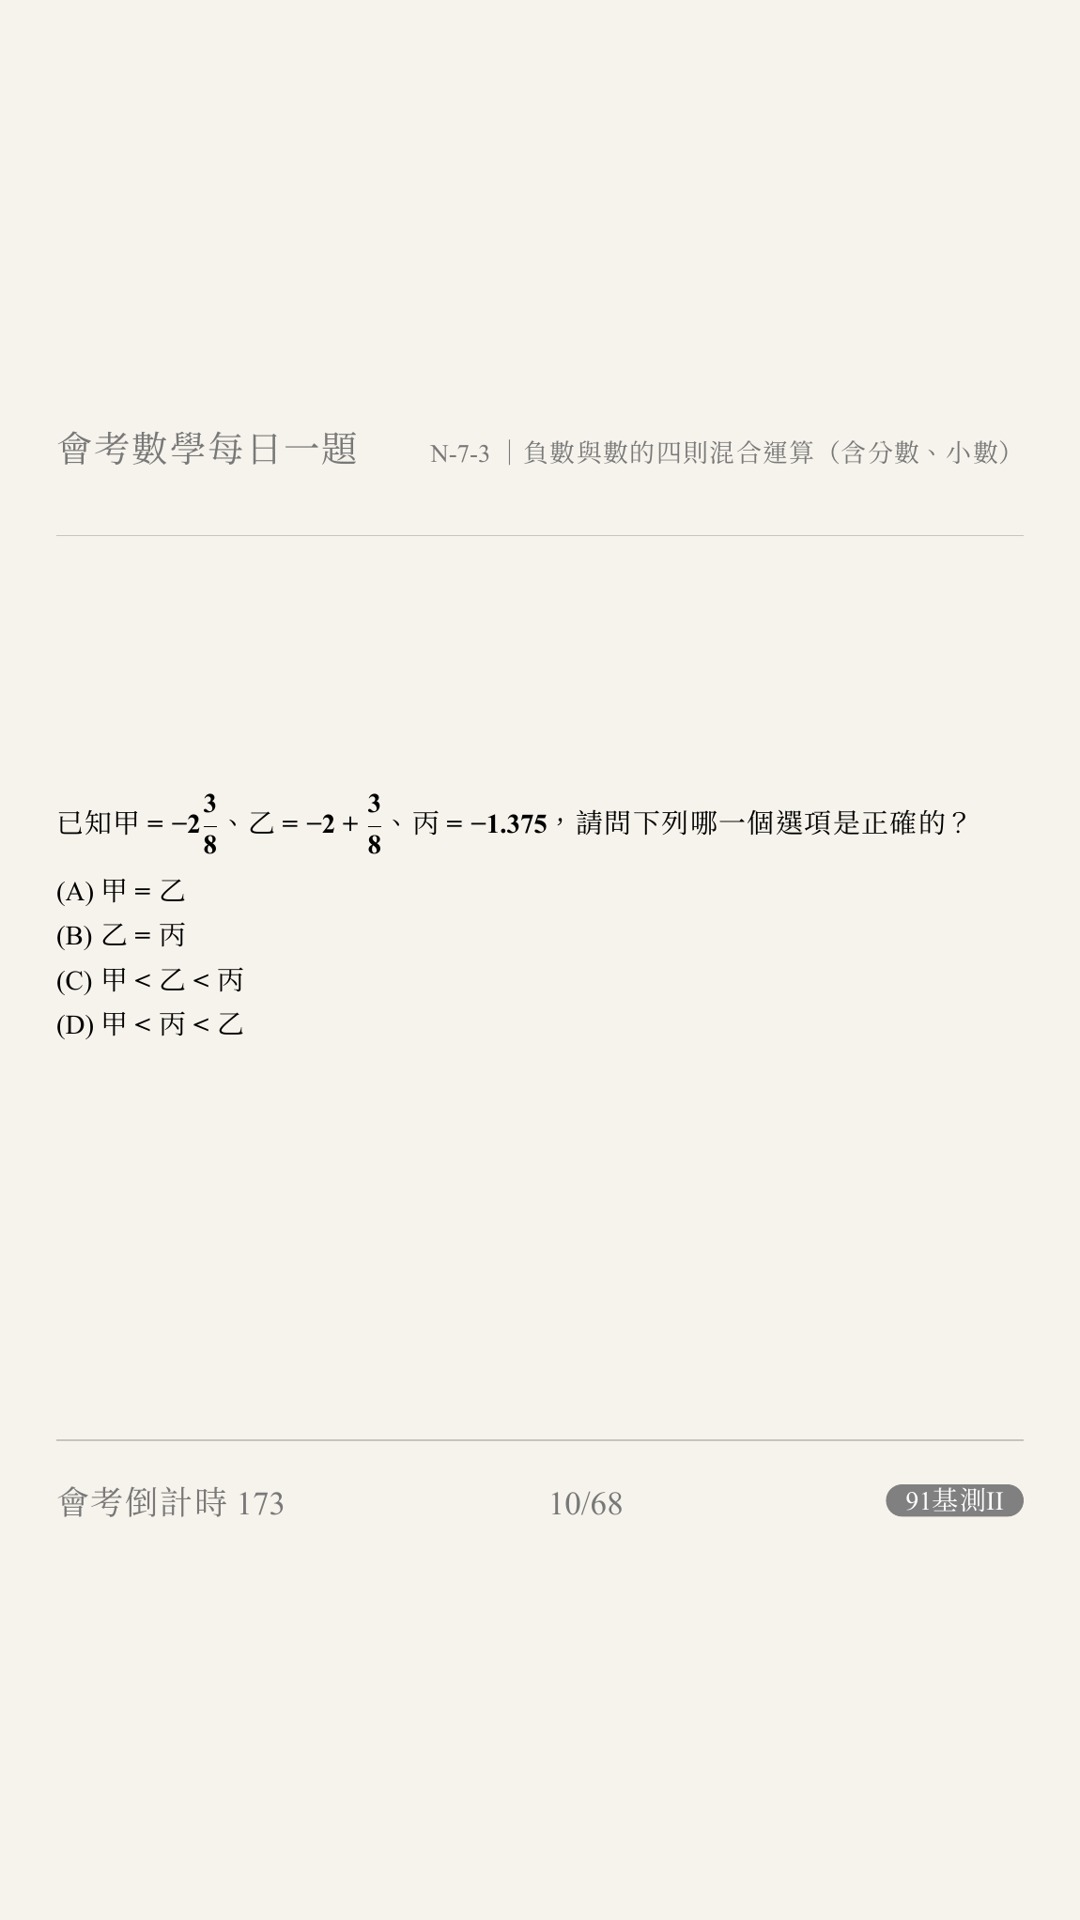 會考數學每日一題
N-7-3｜負數與數的四則混合運算（含分數、小數）
已知甲 = −2 3/8、乙 = −2 + 3/8、丙 = −1.375，請問下列哪一個選項是正確的？
(A) 甲 = 乙
(B) 乙 = 丙
(C) 甲 < 乙 < 丙
(D) 甲 < 丙 < 乙
會考倒計時 173
10/68
91基測II